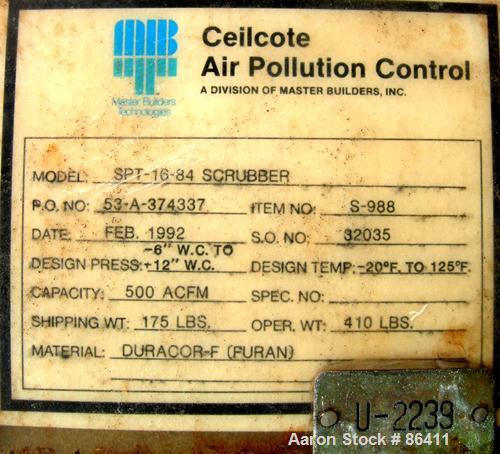 Ceilcote
Air Pollution Control
A DIVISION OF MASTER BUILDERS, INC.
MBT
Master Builders
Technologies
MODEL: SPT-16-84 SCRUBBER
P.O. NO: 53-A-374337 ITEM NO: S-988
DATE: FEB. 1992 S.O. NO: 32035
-6" W.C. TO
DESIGN PRESS: +12" W.C. DESIGN TEMP: -20°F. TO 125°F.
CAPACITY: 500 ACFM SPEC. NO:
SHIPPING WT: 175 LBS. OPER. WT: 410 LBS.
MATERIAL: DURACOR-F (FURAN)
U-2239
Aaron Stock # 86411